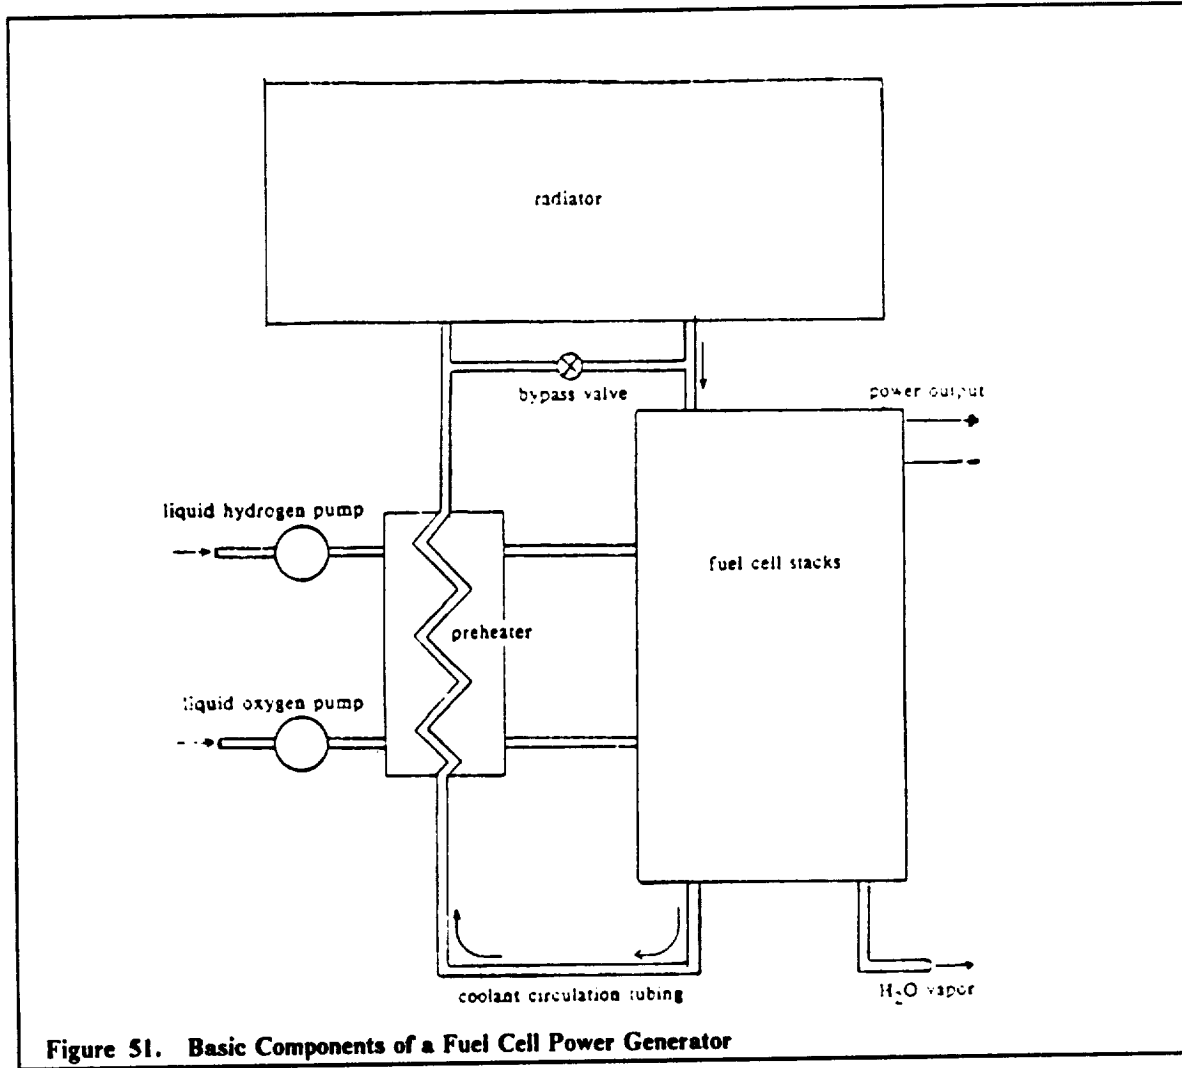 radiator
bypass valve
power output
liquid hydrogen pump
fuel cell stacks
preheater
liquid oxygen pump
coolant circulation tubing
H₂O vapor
Figure 51. Basic Components of a Fuel Cell Power Generator